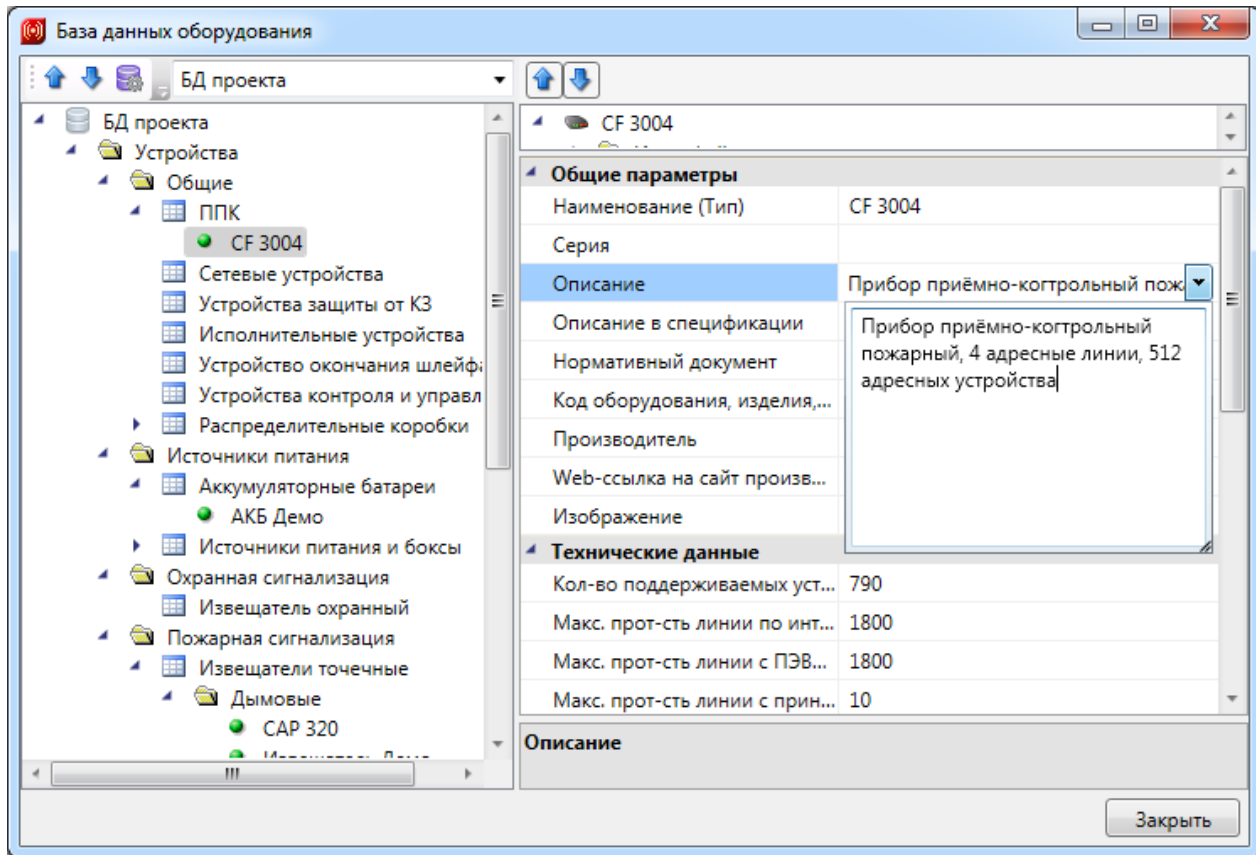 База данных оборудования
БД проекта
БД проекта
Устройства
Общие
ППК
CF 3004
Сетевые устройства
Устройства защиты от КЗ
Исполнительные устройства
Устройство окончания шлейфа
Устройства контроля и управл
Распределительные коробки
Источники питания
Аккумуляторные батареи
АКБ Демо
Источники питания и боксы
Охранная сигнализация
Извещатель охранный
Пожарная сигнализация
Извещатели точечные
Дымовые
CAP 320
CF 3004
Общие параметры
Наименование (Тип) CF 3004
Серия
Описание Прибор приёмно-когтрольный пож
Описание в спецификации
Нормативный документ
Код оборудования, изделия,...
Производитель
Web-ссылка на сайт произв...
Изображение
Прибор приёмно-когтрольный
пожарный, 4 адресные линии, 512
адресных устройства
Технические данные
Кол-во поддерживаемых уст... 790
Макс. прот-сть линии по инт... 1800
Макс. прот-сть линии с ПЭВ... 1800
Макс. прот-сть линии с прин... 10
Описание
Закрыть